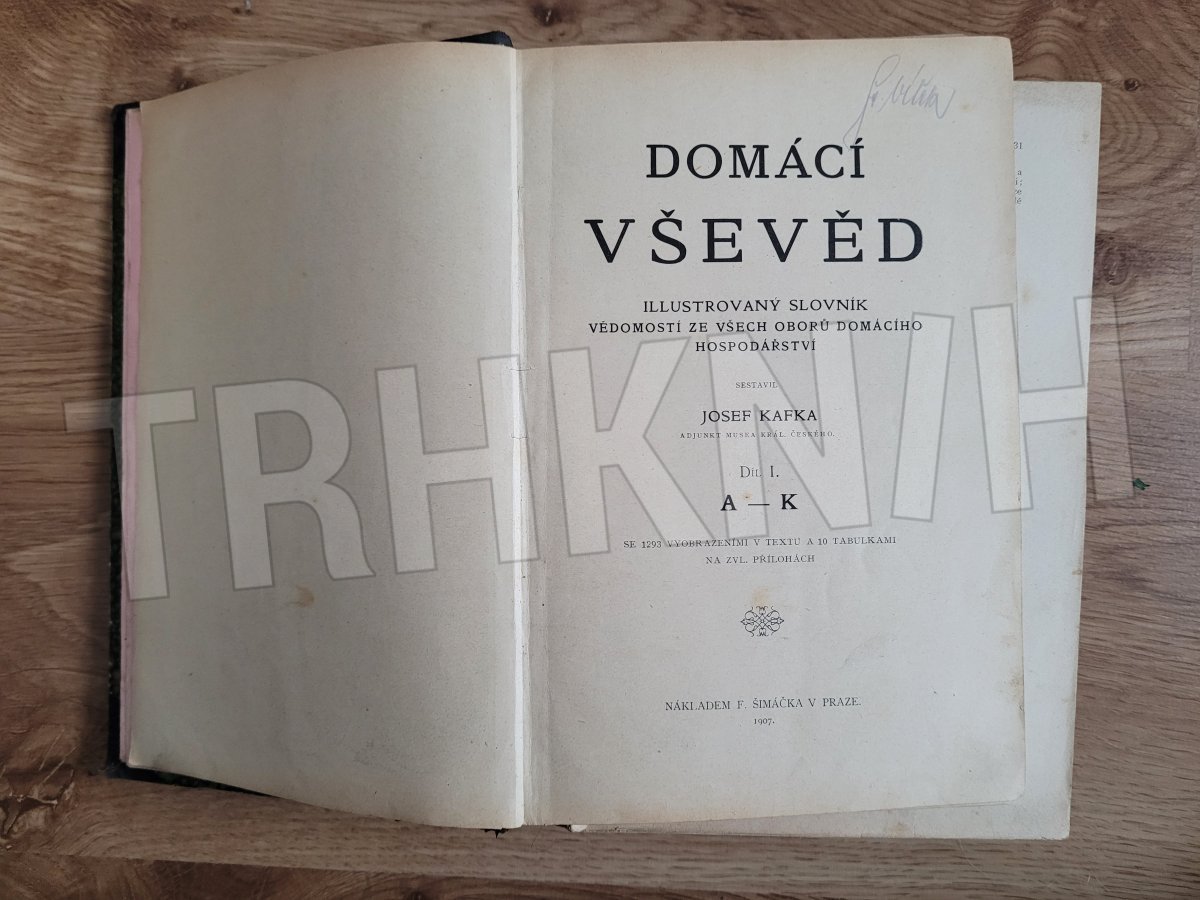 DOMÁCÍ
VŠEVĚD
ILLUSTROVANÝ SLOVNÍK
VĚDOMOSTÍ ZE VŠECH OBORŮ DOMÁCÍHO
HOSPODÁŘSTVÍ
SESTAVIL
JOSEF KAFKA
ADJUNKT MUSEA KRÁL. ČESKÉHO.
DÍL I.
A — K
SE 1293 VYOBRAZENÍMI V TEXTU A 10 TABULKAMI
NA ZVL. PŘÍLOHÁCH
NÁKLADEM F. ŠIMÁČKA V PRAZE.
1907.
31
TRHKNIH